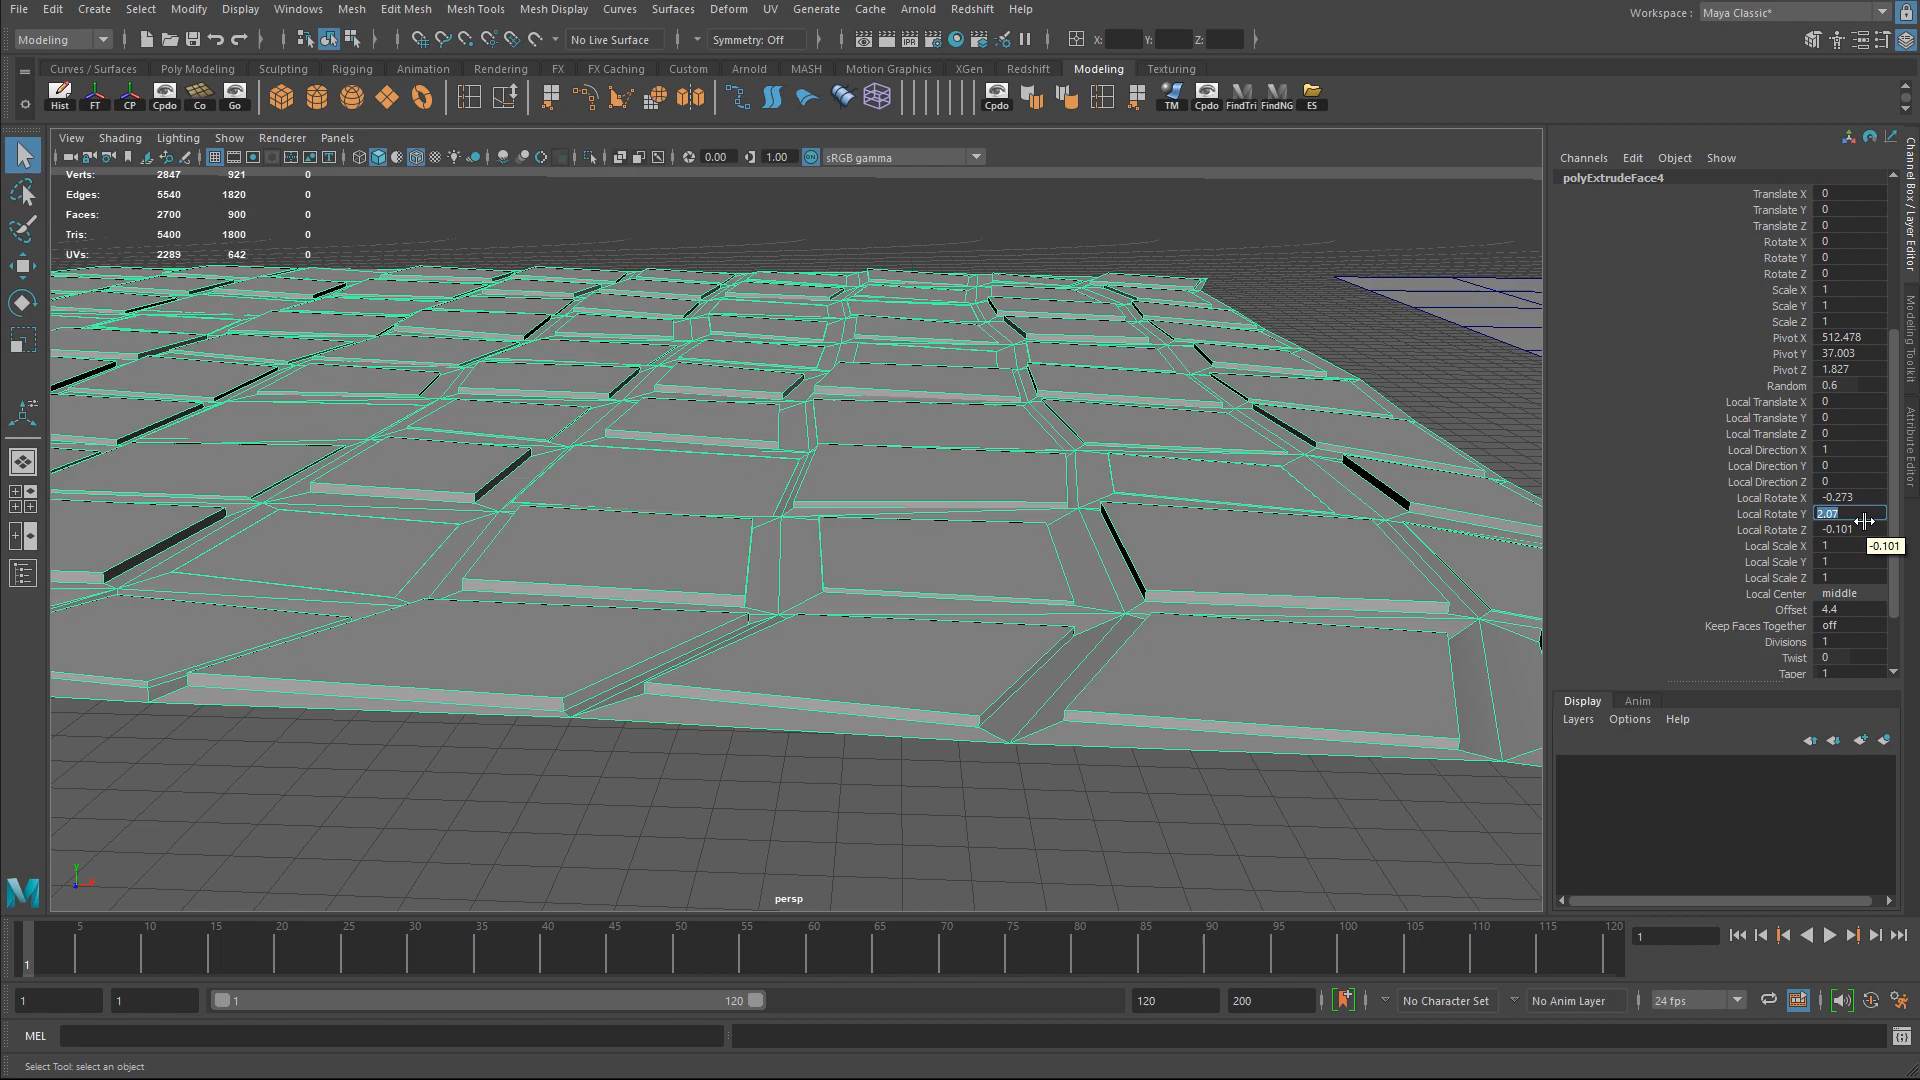 File Edit Create Select Modify Display Windows Mesh Edit Mesh Mesh Tools Mesh Display Curves Surfaces Deform UV Generate Cache Arnold Redshift Help
Workspace : Maya Classic*
Modeling No Live Surface Symmetry: Off X: Y: Z:
Curves / Surfaces Poly Modeling Sculpting Rigging Animation Rendering FX FX Caching Custom Arnold MASH Motion Graphics XGen Redshift Modeling Texturing
Hist FT CP Cpdo Co Go Cpdo TM Cpdo FindTri FindNG ES
View Shading Lighting Show Renderer Panels
0.00 1.00 ON sRGB gamma
Verts: 2847 921 0
Edges: 5540 1820 0
Faces: 2700 900 0
Tris: 5400 1800 0
UVs: 2289 642 0
persp
Channels Edit Object Show
polyExtrudeFace4
Translate X 0
Translate Y 0
Translate Z 0
Rotate X 0
Rotate Y 0
Rotate Z 0
Scale X 1
Scale Y 1
Scale Z 1
Pivot X 512.478
Pivot Y 37.003
Pivot Z 1.827
Random 0.6
Local Translate X 0
Local Translate Y 0
Local Translate Z 0
Local Direction X 1
Local Direction Y 0
Local Direction Z 0
Local Rotate X -0.273
Local Rotate Y 2.07
Local Rotate Z -0.101
-0.101
Local Scale X 1
Local Scale Y 1
Local Scale Z 1
Local Center middle
Offset 4.4
Keep Faces Together off
Divisions 1
Twist 0
Taper 1
Channel Box / Layer Editor
Modeling Toolkit
Attribute Editor
Display Anim
Layers Options Help
5 10 15 20 25 30 35 40 45 50 55 60 65 70 75 80 85 90 95 100 105 110 115 120
1
1
1 1 1 120 120 200 No Character Set No Anim Layer 24 fps
MEL
Select Tool: select an object